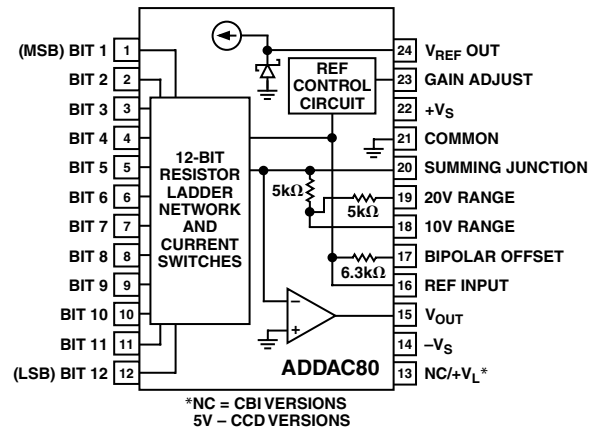 (MSB) BIT 1 1
BIT 2 2
BIT 3 3
BIT 4 4
BIT 5 5
BIT 6 6
BIT 7 7
BIT 8 8
BIT 9 9
BIT 10 10
BIT 11 11
(LSB) BIT 12 12
12-BIT
RESISTOR
LADDER
NETWORK
AND
CURRENT
SWITCHES
REF
CONTROL
CIRCUIT
5kΩ
5kΩ
6.3kΩ
–
+
ADDAC80
24 VREF OUT
23 GAIN ADJUST
22 +VS
21 COMMON
20 SUMMING JUNCTION
19 20V RANGE
18 10V RANGE
17 BIPOLAR OFFSET
16 REF INPUT
15 VOUT
14 –VS
13 NC/+VL*
*NC = CBI VERSIONS
5V – CCD VERSIONS